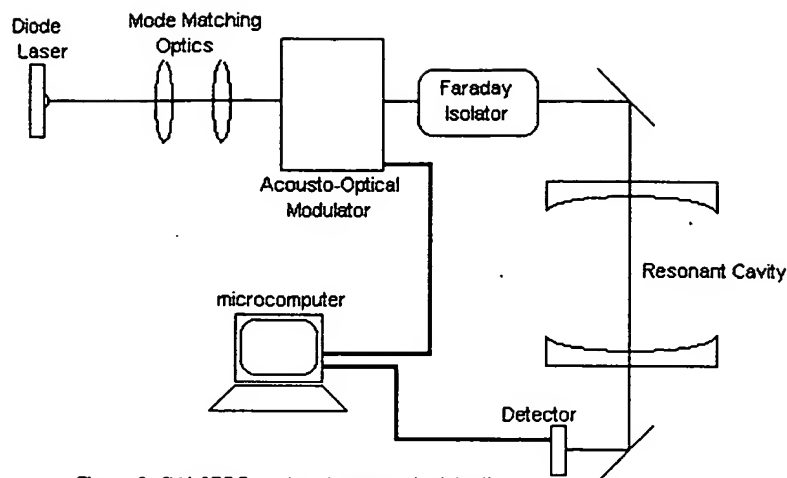 Diode
Laser
Mode Matching
Optics
Faraday
Isolator
Acousto-Optical
Modulator
Resonant Cavity
microcomputer
Detector